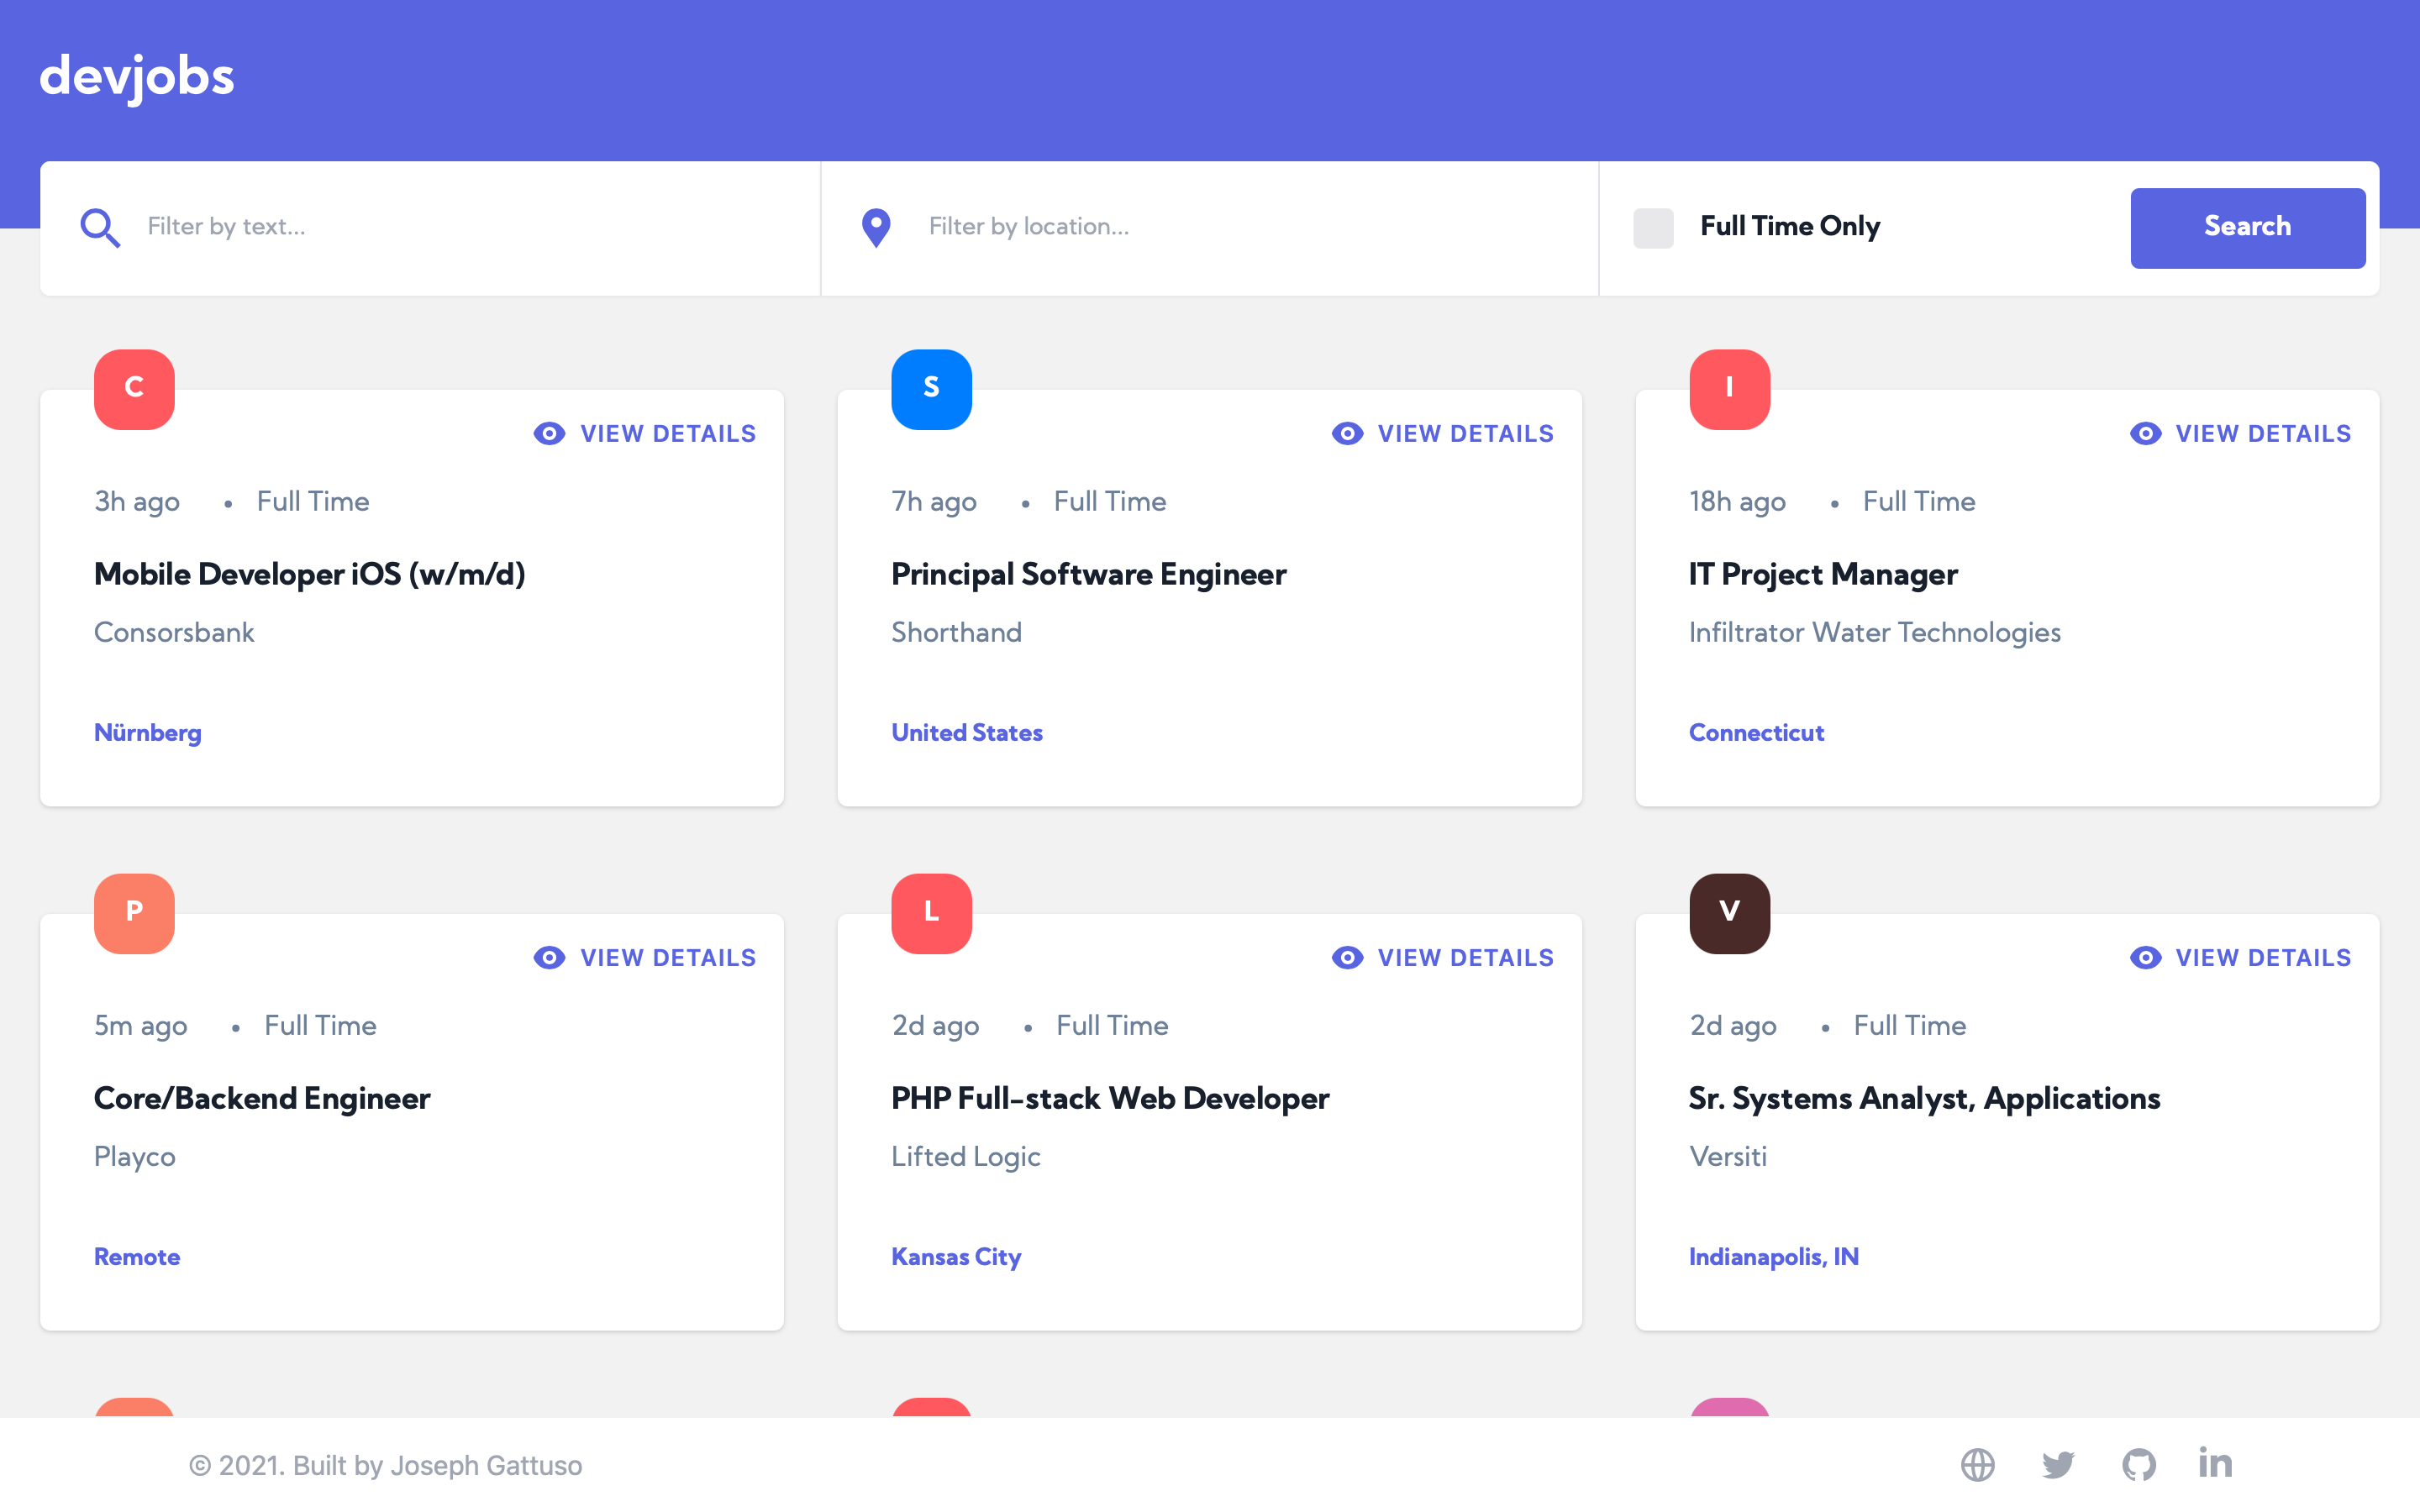 devjobs
Filter by text...
Filter by location...
Full Time Only
Search
C
VIEW DETAILS
3h ago • Full Time
Mobile Developer iOS (w/m/d)
Consorsbank
Nürnberg
S
VIEW DETAILS
7h ago • Full Time
Principal Software Engineer
Shorthand
United States
I
VIEW DETAILS
18h ago • Full Time
IT Project Manager
Infiltrator Water Technologies
Connecticut
P
VIEW DETAILS
5m ago • Full Time
Core/Backend Engineer
Playco
Remote
L
VIEW DETAILS
2d ago • Full Time
PHP Full-stack Web Developer
Lifted Logic
Kansas City
V
VIEW DETAILS
2d ago • Full Time
Sr. Systems Analyst, Applications
Versiti
Indianapolis, IN
© 2021. Built by Joseph Gattuso
in